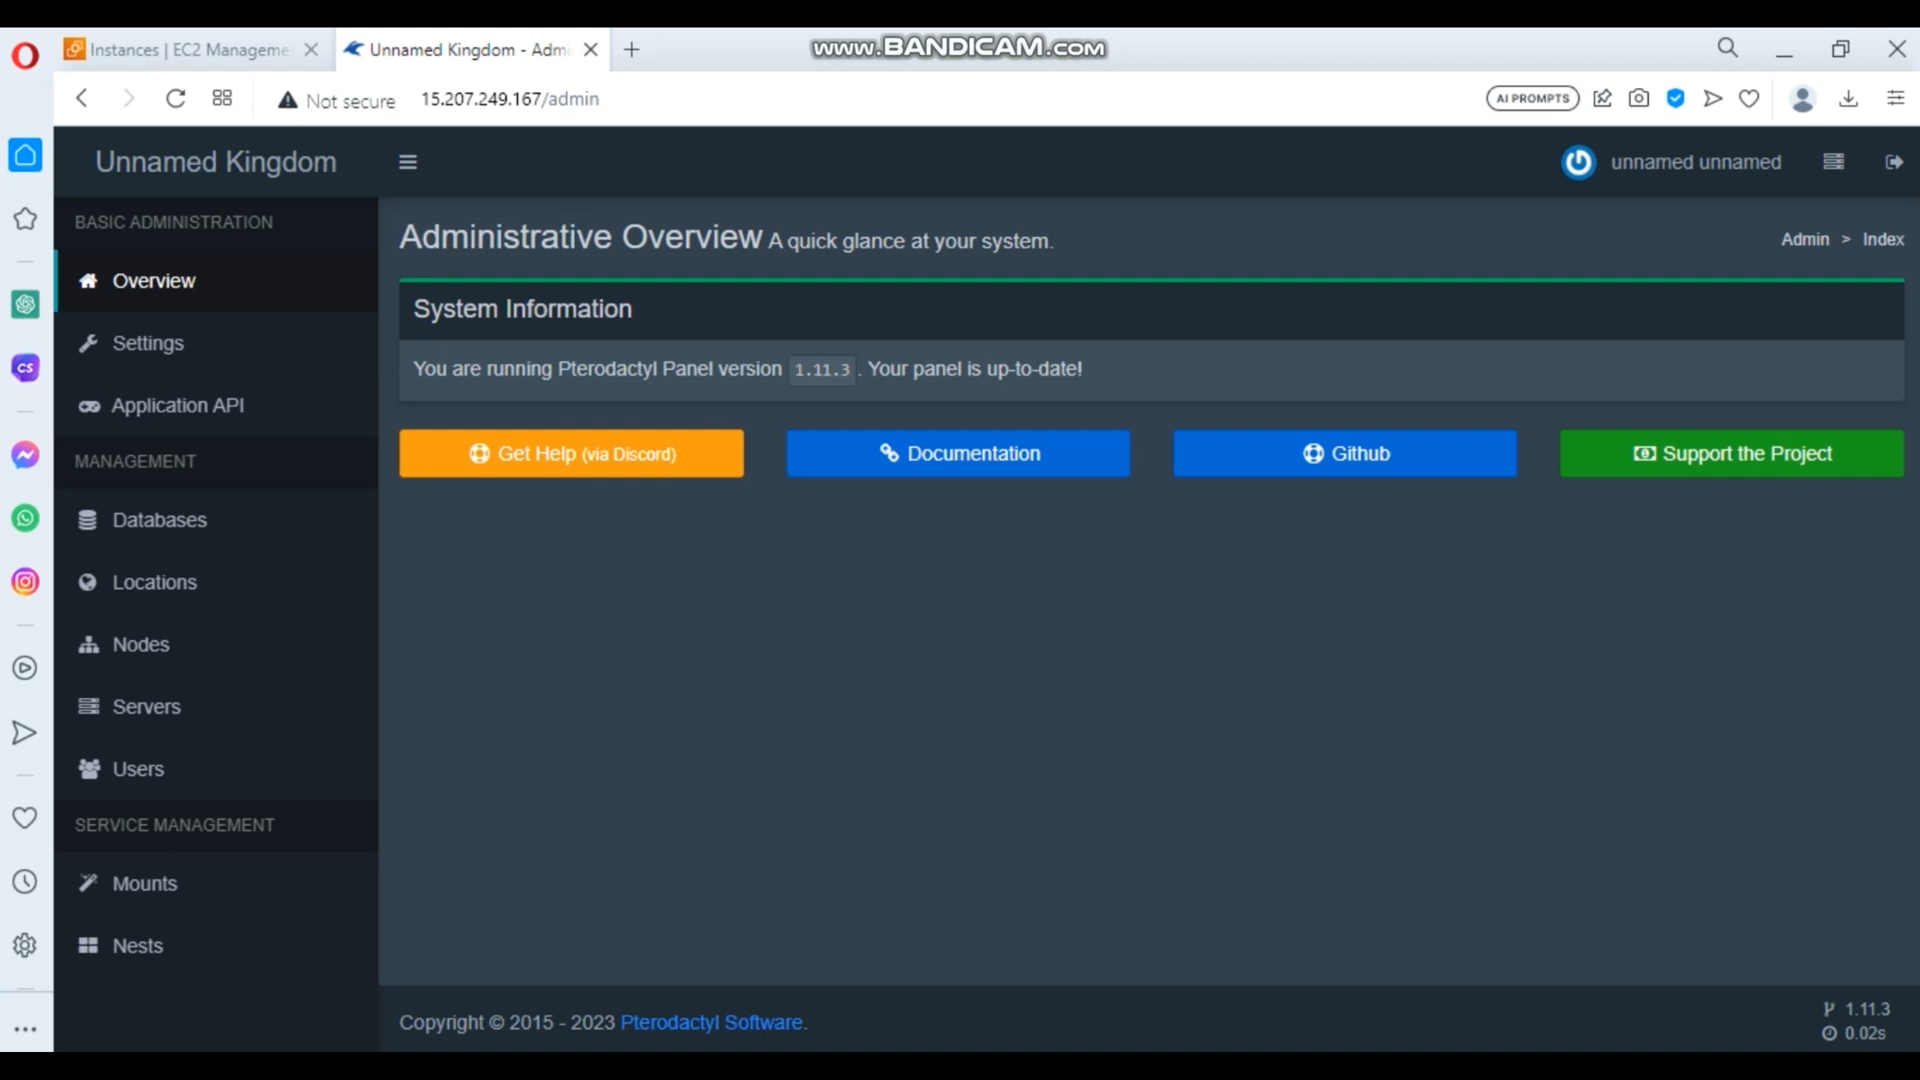 Instances | EC2 Manageme
Unnamed Kingdom - Admi
www.BANDICAM.com
Not secure
15.207.249.167/admin
AI PROMPTS
Unnamed Kingdom
unnamed unnamed
BASIC ADMINISTRATION
Overview
Settings
Application API
MANAGEMENT
Databases
Locations
Nodes
Servers
Users
SERVICE MANAGEMENT
Mounts
Nests
CS
Administrative Overview A quick glance at your system.
Admin > Index
System Information
You are running Pterodactyl Panel version 1.11.3. Your panel is up-to-date!
Get Help (via Discord)
Documentation
Github
Support the Project
Copyright © 2015 - 2023 Pterodactyl Software.
1.11.3
0.02s